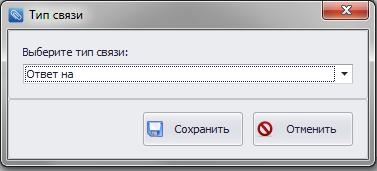 Тип связи
Выберите тип связи:
Ответ на
Сохранить
Отменить